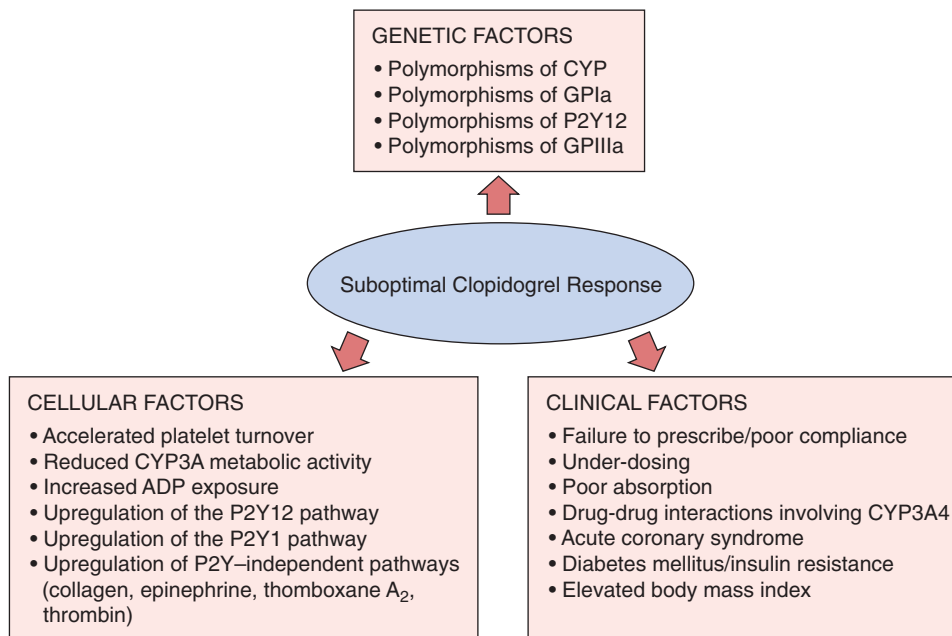 GENETIC FACTORS
• Polymorphisms of CYP
• Polymorphisms of GPIa
• Polymorphisms of P2Y12
• Polymorphisms of GPIIIa
Suboptimal Clopidogrel Response
CELLULAR FACTORS
• Accelerated platelet turnover
• Reduced CYP3A metabolic activity
• Increased ADP exposure
• Upregulation of the P2Y12 pathway
• Upregulation of the P2Y1 pathway
• Upregulation of P2Y–independent pathways
(collagen, epinephrine, thomboxane A₂,
thrombin)
CLINICAL FACTORS
• Failure to prescribe/poor compliance
• Under-dosing
• Poor absorption
• Drug-drug interactions involving CYP3A4
• Acute coronary syndrome
• Diabetes mellitus/insulin resistance
• Elevated body mass index